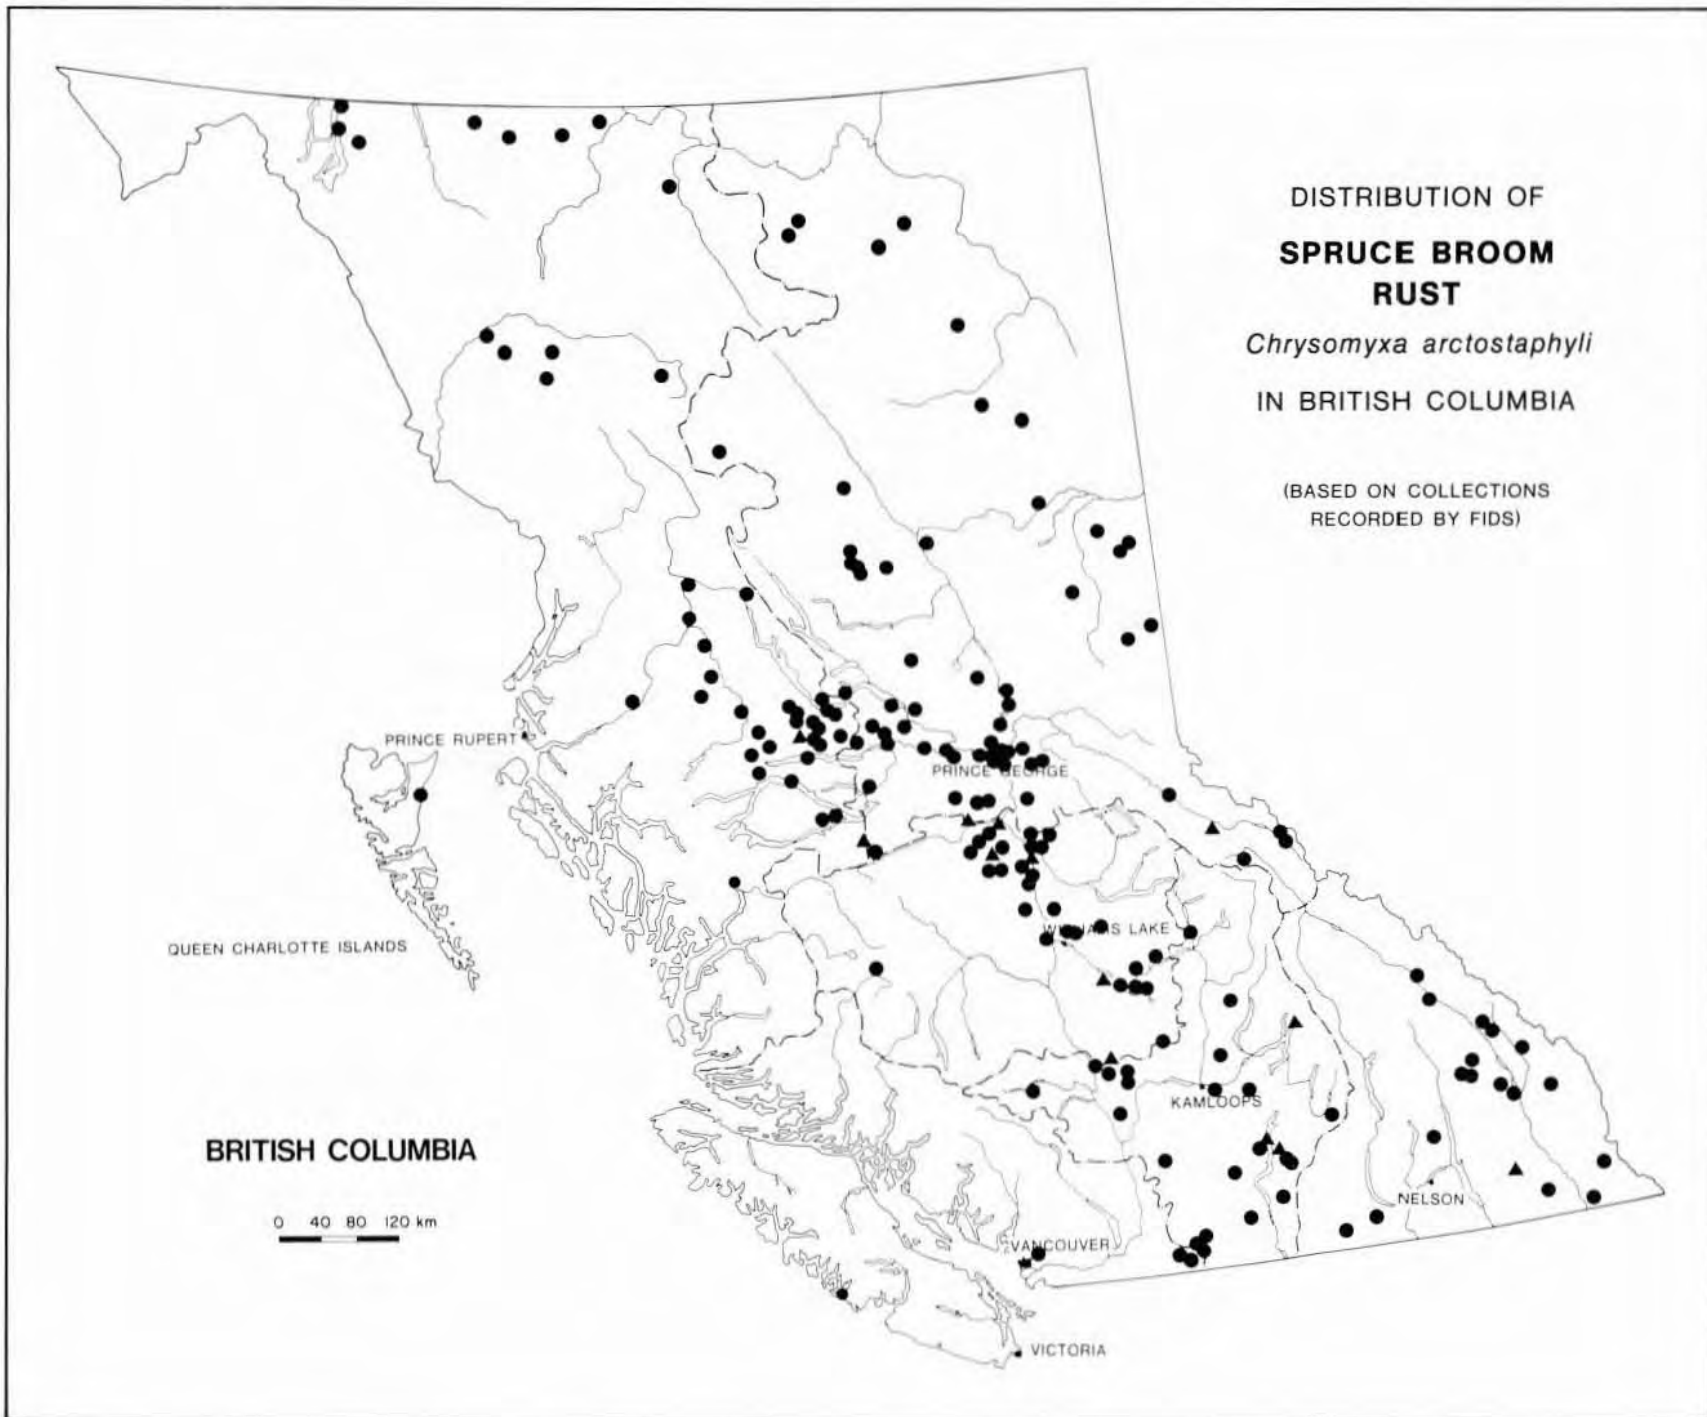 DISTRIBUTION OF
SPRUCE BROOM
RUST
Chrysomyxa arctostaphyli
IN BRITISH COLUMBIA
(BASED ON COLLECTIONS
RECORDED BY FIDS)
PRINCE RUPERT
PRINCE GEORGE
QUEEN CHARLOTTE ISLANDS
WILLIAMS LAKE
KAMLOOPS
BRITISH COLUMBIA
NELSON
0 40 80 120 km
VANCOUVER
VICTORIA